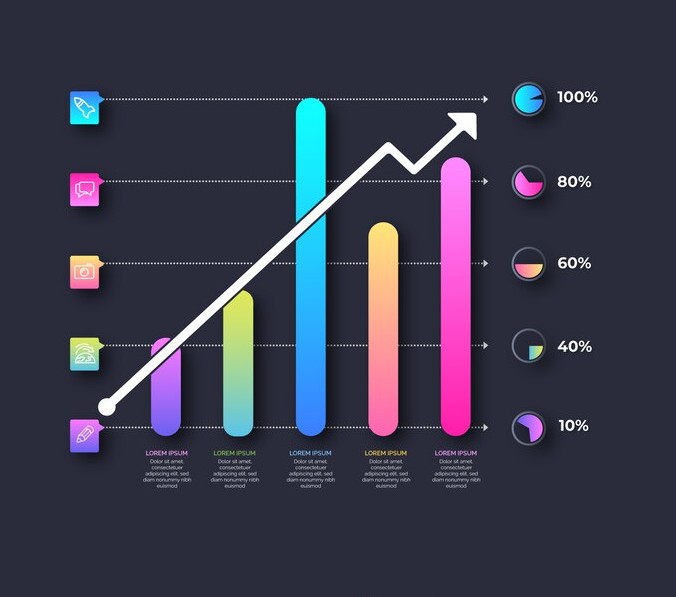 100%
80%
60%
40%
10%
LOREM IPSUM
Dolor sit amet,
consectetuer
adipiscing elit, sed
diam nonummy nibh
euismod
LOREM IPSUM
Dolor sit amet,
consectetuer
adipiscing elit, sed
diam nonummy nibh
euismod
LOREM IPSUM
Dolor sit amet,
consectetuer
adipiscing elit, sed
diam nonummy nibh
euismod
LOREM IPSUM
Dolor sit amet,
consectetuer
adipiscing elit, sed
diam nonummy nibh
euismod
LOREM IPSUM
Dolor sit amet,
consectetuer
adipiscing elit, sed
diam nonummy nibh
euismod